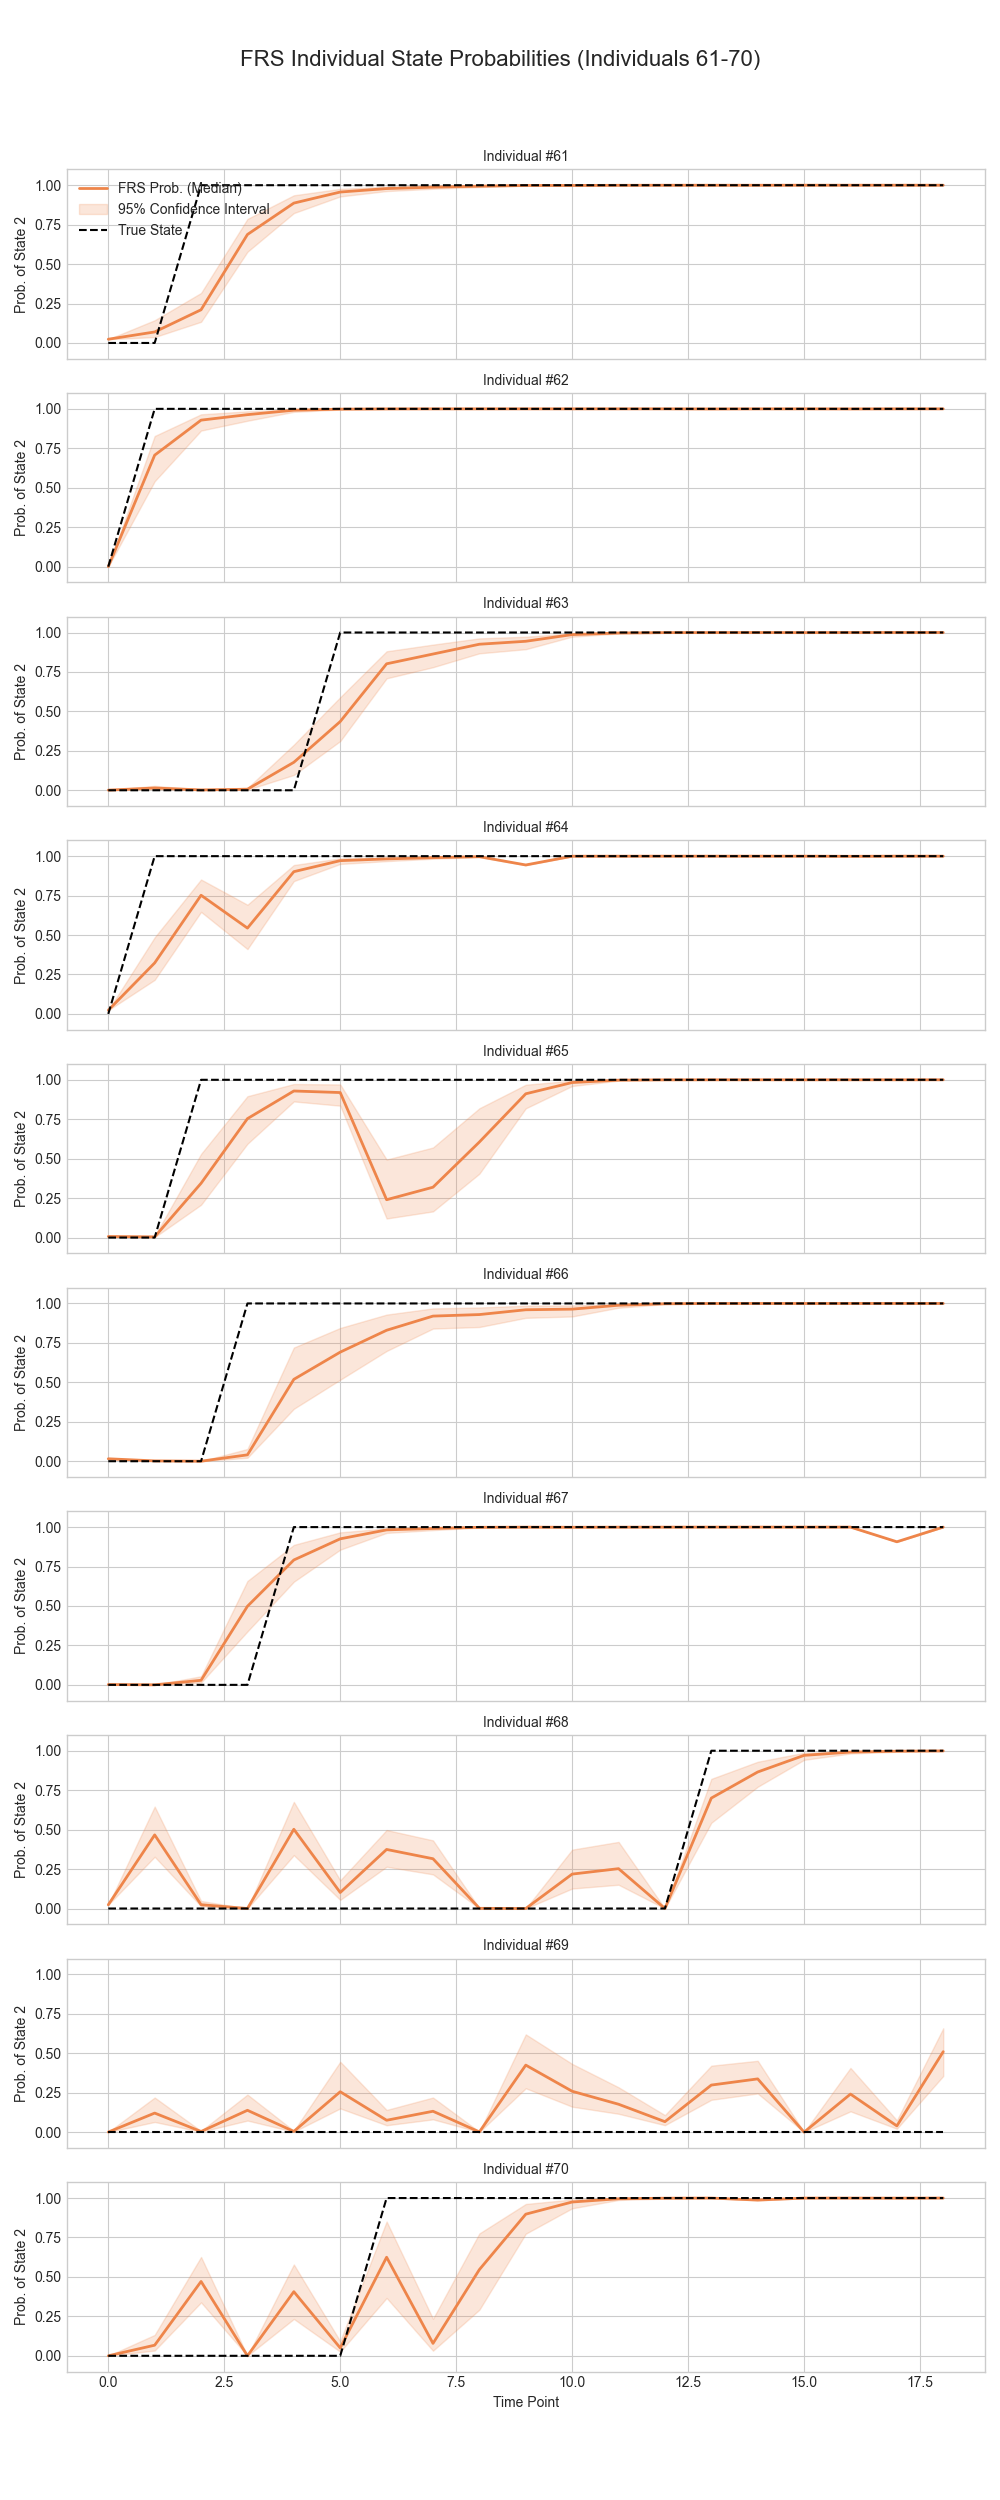 FRS Individual State Probabilities (Individuals 61-70)
Individual #61
FRS Prob. (Median)
95% Confidence Interval
True State
Prob. of State 2
1.00
0.75
0.50
0.25
0.00
Individual #62
Prob. of State 2
1.00
0.75
0.50
0.25
0.00
Individual #63
Prob. of State 2
1.00
0.75
0.50
0.25
0.00
Individual #64
Prob. of State 2
1.00
0.75
0.50
0.25
0.00
Individual #65
Prob. of State 2
1.00
0.75
0.50
0.25
0.00
Individual #66
Prob. of State 2
1.00
0.75
0.50
0.25
0.00
Individual #67
Prob. of State 2
1.00
0.75
0.50
0.25
0.00
Individual #68
Prob. of State 2
1.00
0.75
0.50
0.25
0.00
Individual #69
Prob. of State 2
1.00
0.75
0.50
0.25
0.00
Individual #70
Prob. of State 2
1.00
0.75
0.50
0.25
0.00
0.0 2.5 5.0 7.5 10.0 12.5 15.0 17.5
Time Point